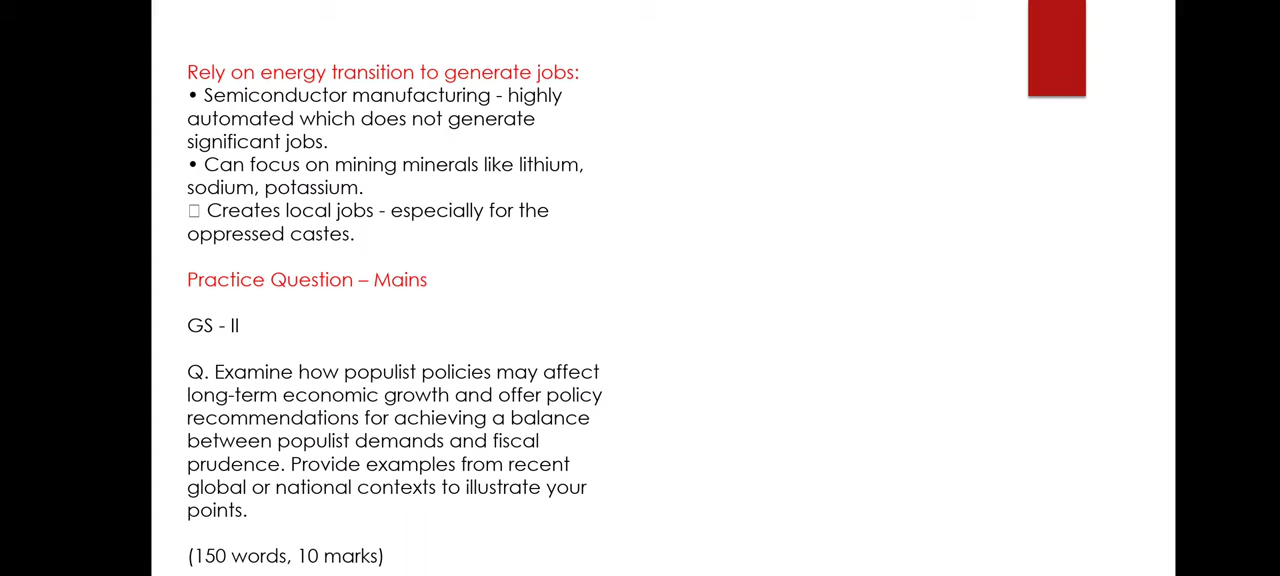 Rely on energy transition to generate jobs:
• Semiconductor manufacturing - highly
automated which does not generate
significant jobs.
• Can focus on mining minerals like lithium,
sodium, potassium.
□ Creates local jobs - especially for the
oppressed castes.
Practice Question – Mains
GS - II
Q. Examine how populist policies may affect
long-term economic growth and offer policy
recommendations for achieving a balance
between populist demands and fiscal
prudence. Provide examples from recent
global or national contexts to illustrate your
points.
(150 words, 10 marks)